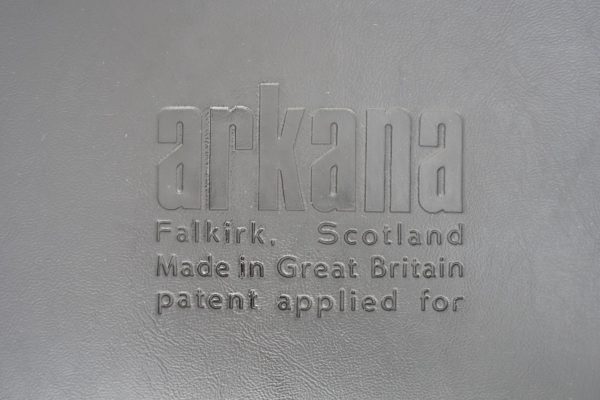 arkana
Falkirk, Scotland
Made in Great Britain
patent applied for